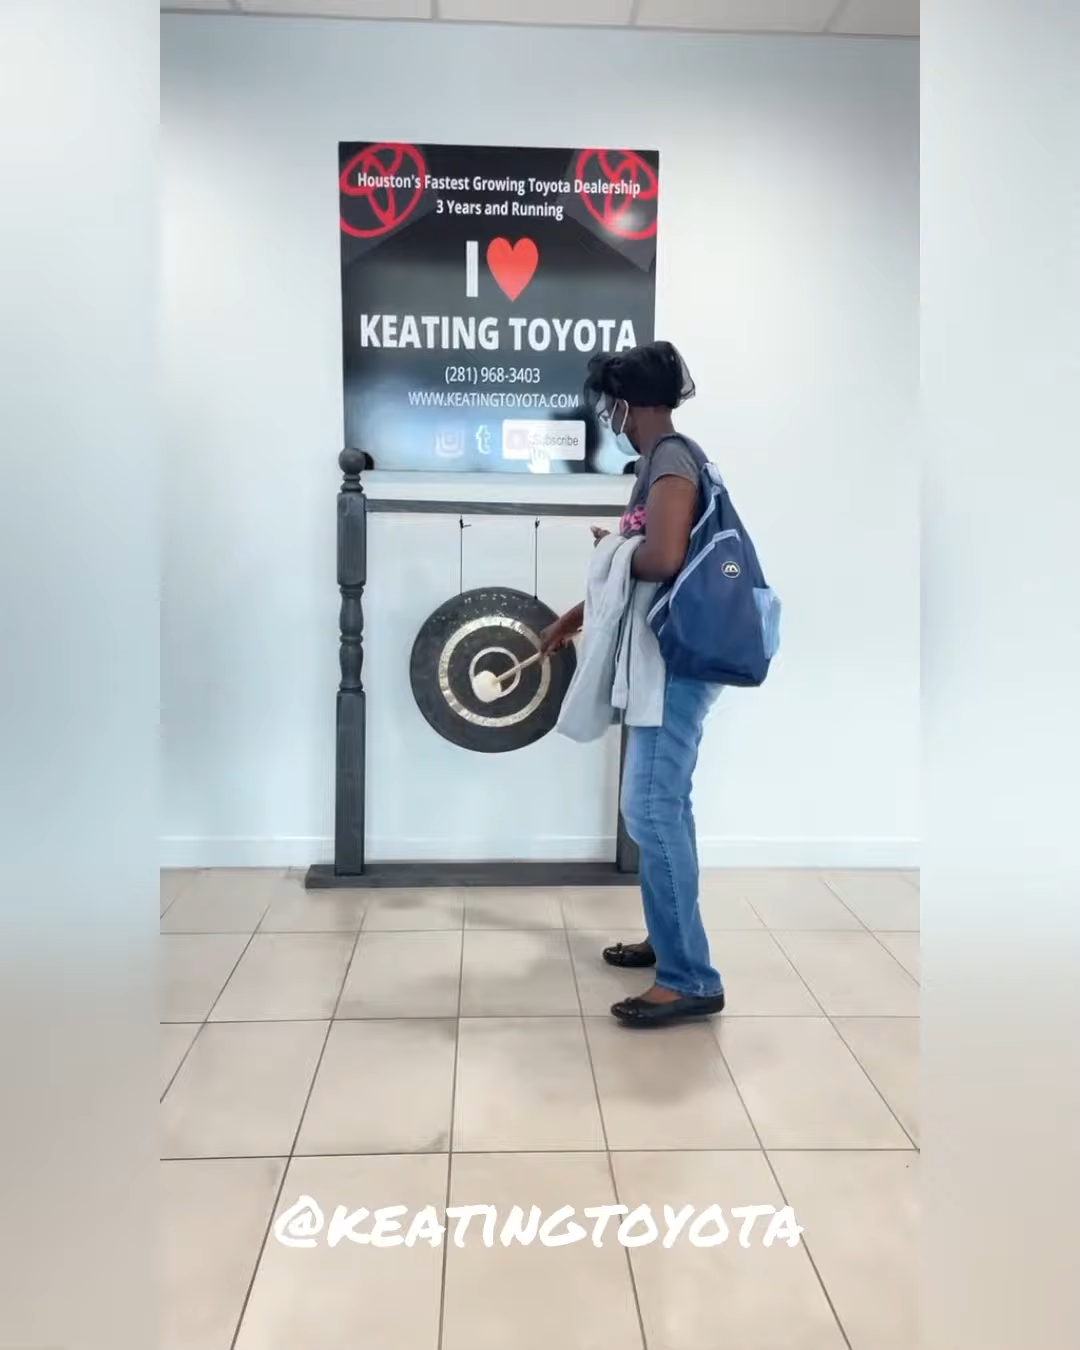 Houston's Fastest Growing Toyota Dealership
3 Years and Running
I
KEATING TOYOTA
(281) 968-3403
WWW.KEATINGTOYOTA.COM
t
Subscribe
@KEATINGTOYOTA